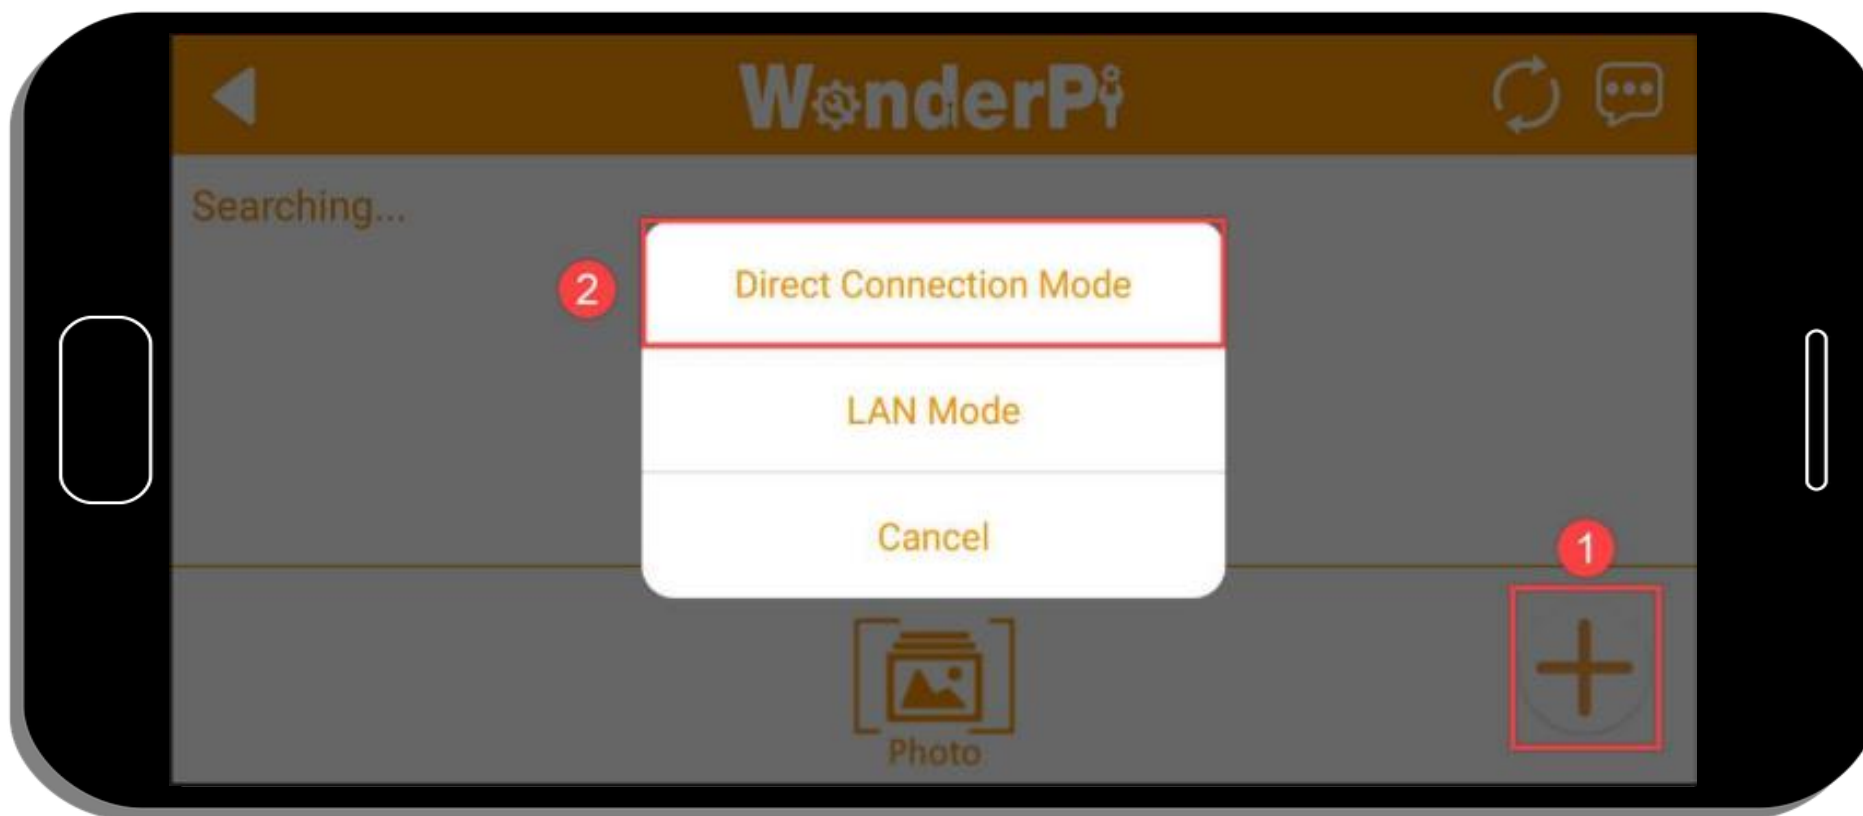 WonderPi
Searching...
2
Direct Connection Mode
LAN Mode
Cancel
1
Photo